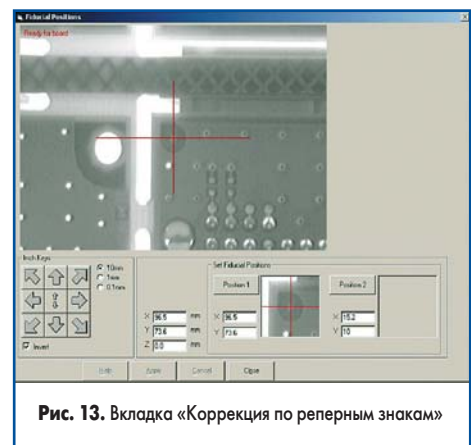 Fiducial Positions
Ready for board
Inch Keys
10mm
1mm
0.1mm
Invert
X 96.5 mm
Y 73.6 mm
Z 0.0 mm
Set Fiducial Positions
Position 1
X 96.5
Y 73.6
Position 2
X 15.2
Y 10
Help
Apply
Cancel
Close
Рис. 13. Вкладка «Коррекция по реперным знакам»